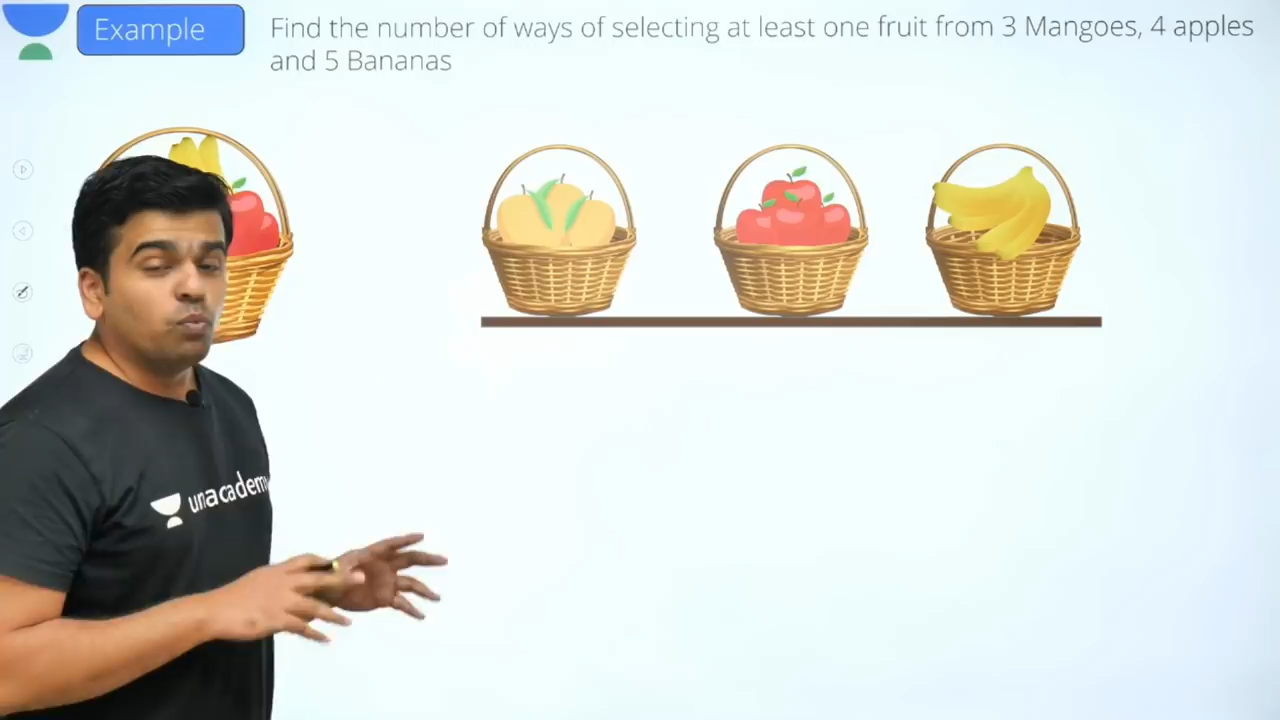 Example
Find the number of ways of selecting at least one fruit from 3 Mangoes, 4 apples
and 5 Bananas
unacademy